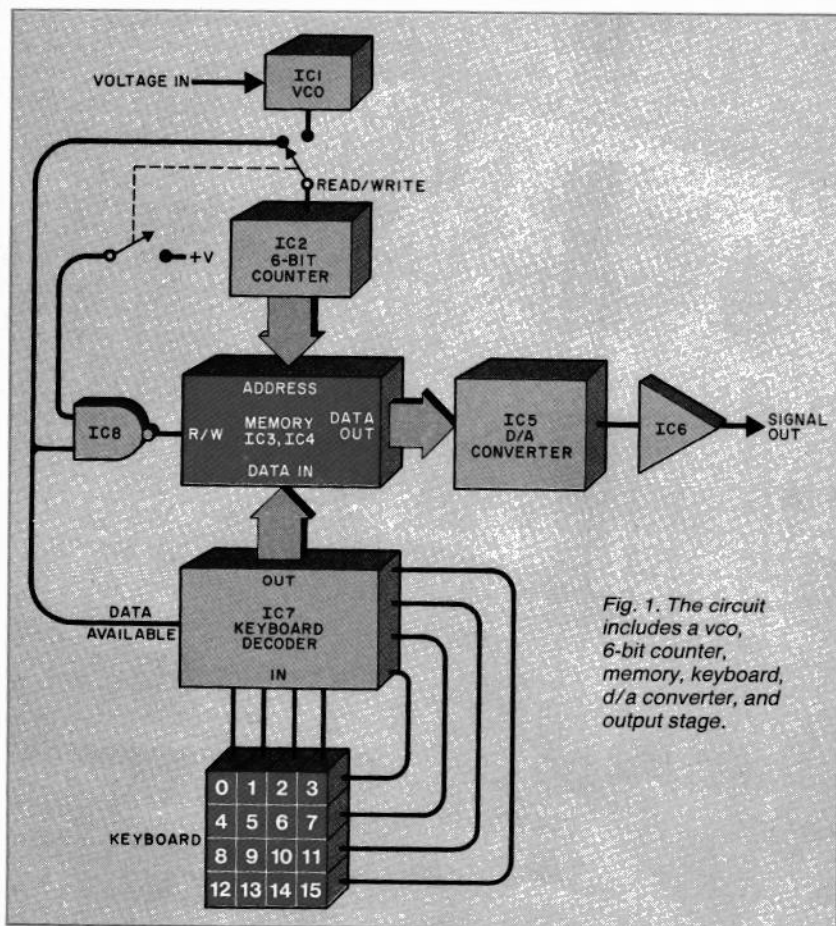 VOLTAGE IN
IC1
VCO
READ/WRITE
+V
IC2
6-BIT
COUNTER
ADDRESS
IC8
R/W
MEMORY
IC3, IC4
DATA
OUT
DATA IN
IC5
D/A
CONVERTER
IC6
SIGNAL
OUT
OUT
DATA
AVAILABLE
IC7
KEYBOARD
DECODER
IN
KEYBOARD
0 1 2 3
4 5 6 7
8 9 10 11
12 13 14 15
Fig. 1. The circuit
includes a vco,
6-bit counter,
memory, keyboard,
d/a converter, and
output stage.